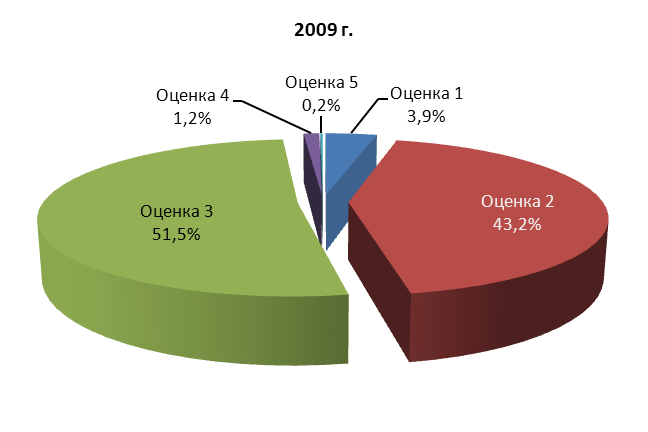 2009 г.
Оценка 5
0,2%
Оценка 4
1,2%
Оценка 1
3,9%
Оценка 3
51,5%
Оценка 2
43,2%